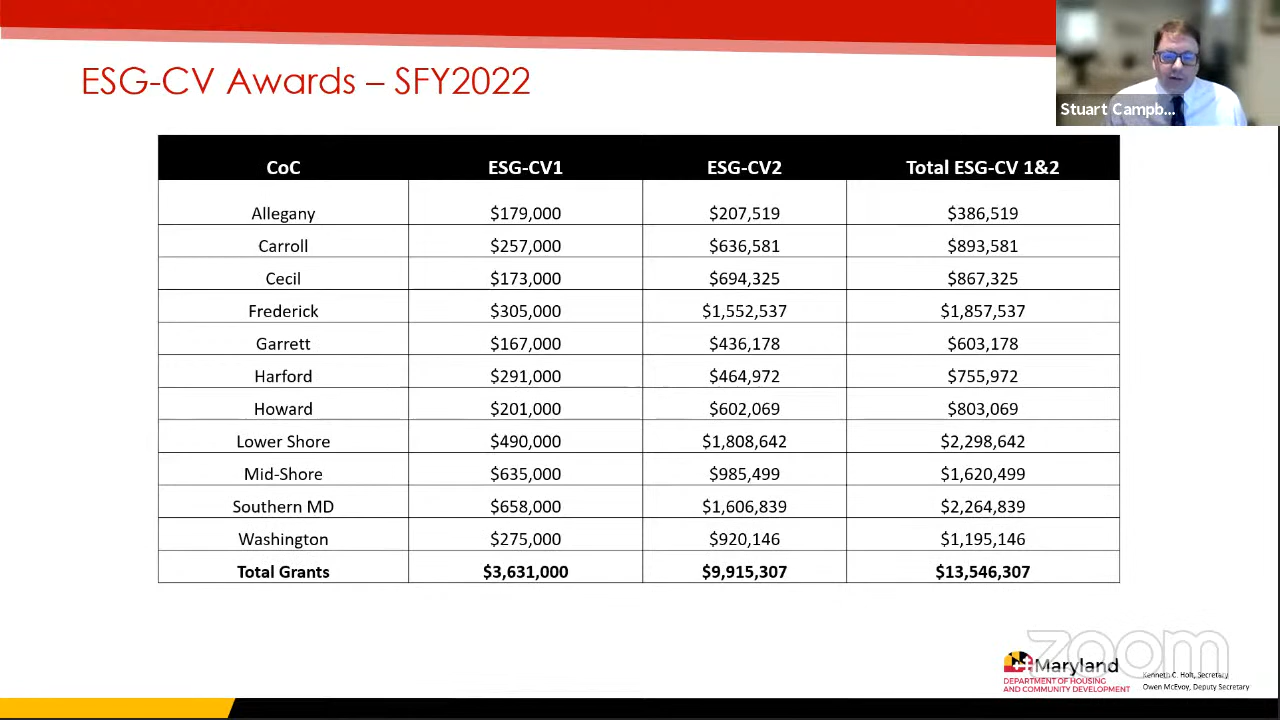 ESG-CV Awards – SFY2022
Stuart Campb...
CoC ESG-CV1 ESG-CV2 Total ESG-CV 1&2
Allegany $179,000 $207,519 $386,519
Carroll $257,000 $636,581 $893,581
Cecil $173,000 $694,325 $867,325
Frederick $305,000 $1,552,537 $1,857,537
Garrett $167,000 $436,178 $603,178
Harford $291,000 $464,972 $755,972
Howard $201,000 $602,069 $803,069
Lower Shore $490,000 $1,808,642 $2,298,642
Mid-Shore $635,000 $985,499 $1,620,499
Southern MD $658,000 $1,606,839 $2,264,839
Washington $275,000 $920,146 $1,195,146
Total Grants $3,631,000 $9,915,307 $13,546,307
zoom
Maryland
DEPARTMENT OF HOUSING
AND COMMUNITY DEVELOPMENT
Kenneth C. Holt, Secretary
Owen McEvoy, Deputy Secretary